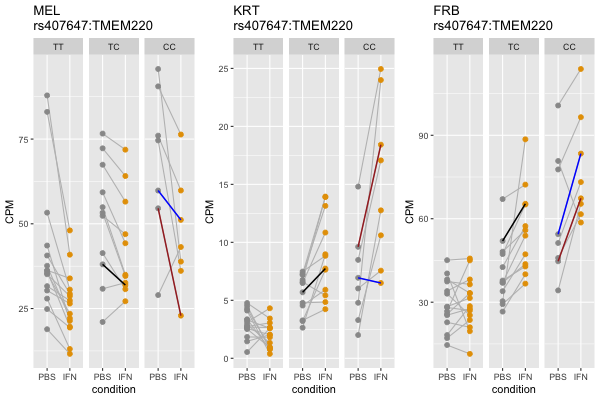 MEL
rs407647:TMEM220
TT
TC
CC
CPM
75
50
25
PBS IFN PBS IFN PBS IFN
condition
KRT
rs407647:TMEM220
TT
TC
CC
CPM
25
20
15
10
5
0
PBS IFN PBS IFN PBS IFN
condition
FRB
rs407647:TMEM220
TT
TC
CC
CPM
90
60
30
PBS IFN PBS IFN PBS IFN
condition